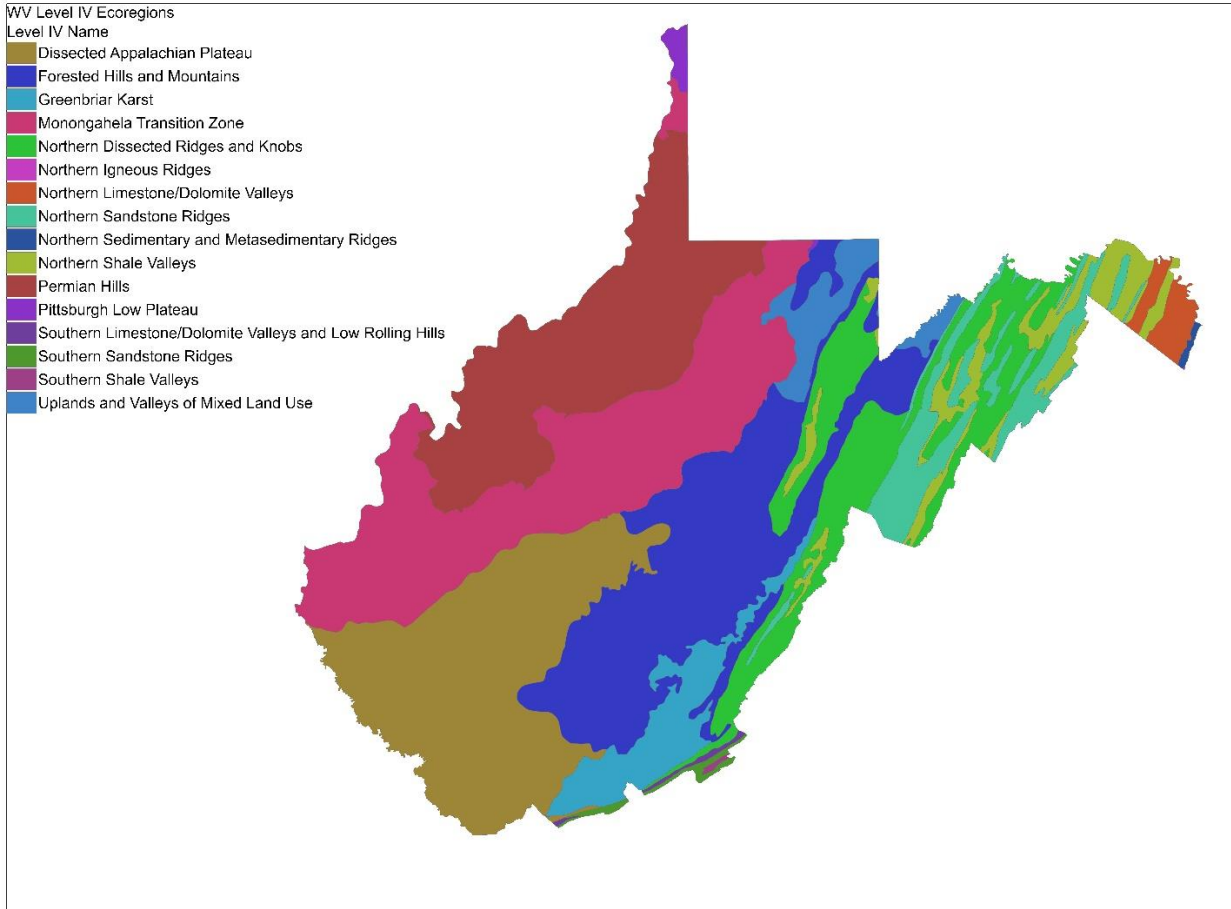 WV Level IV Ecoregions
Level IV Name
Dissected Appalachian Plateau
Forested Hills and Mountains
Greenbriar Karst
Monongahela Transition Zone
Northern Dissected Ridges and Knobs
Northern Igneous Ridges
Northern Limestone/Dolomite Valleys
Northern Sandstone Ridges
Northern Sedimentary and Metasedimentary Ridges
Northern Shale Valleys
Permian Hills
Pittsburgh Low Plateau
Southern Limestone/Dolomite Valleys and Low Rolling Hills
Southern Sandstone Ridges
Southern Shale Valleys
Uplands and Valleys of Mixed Land Use